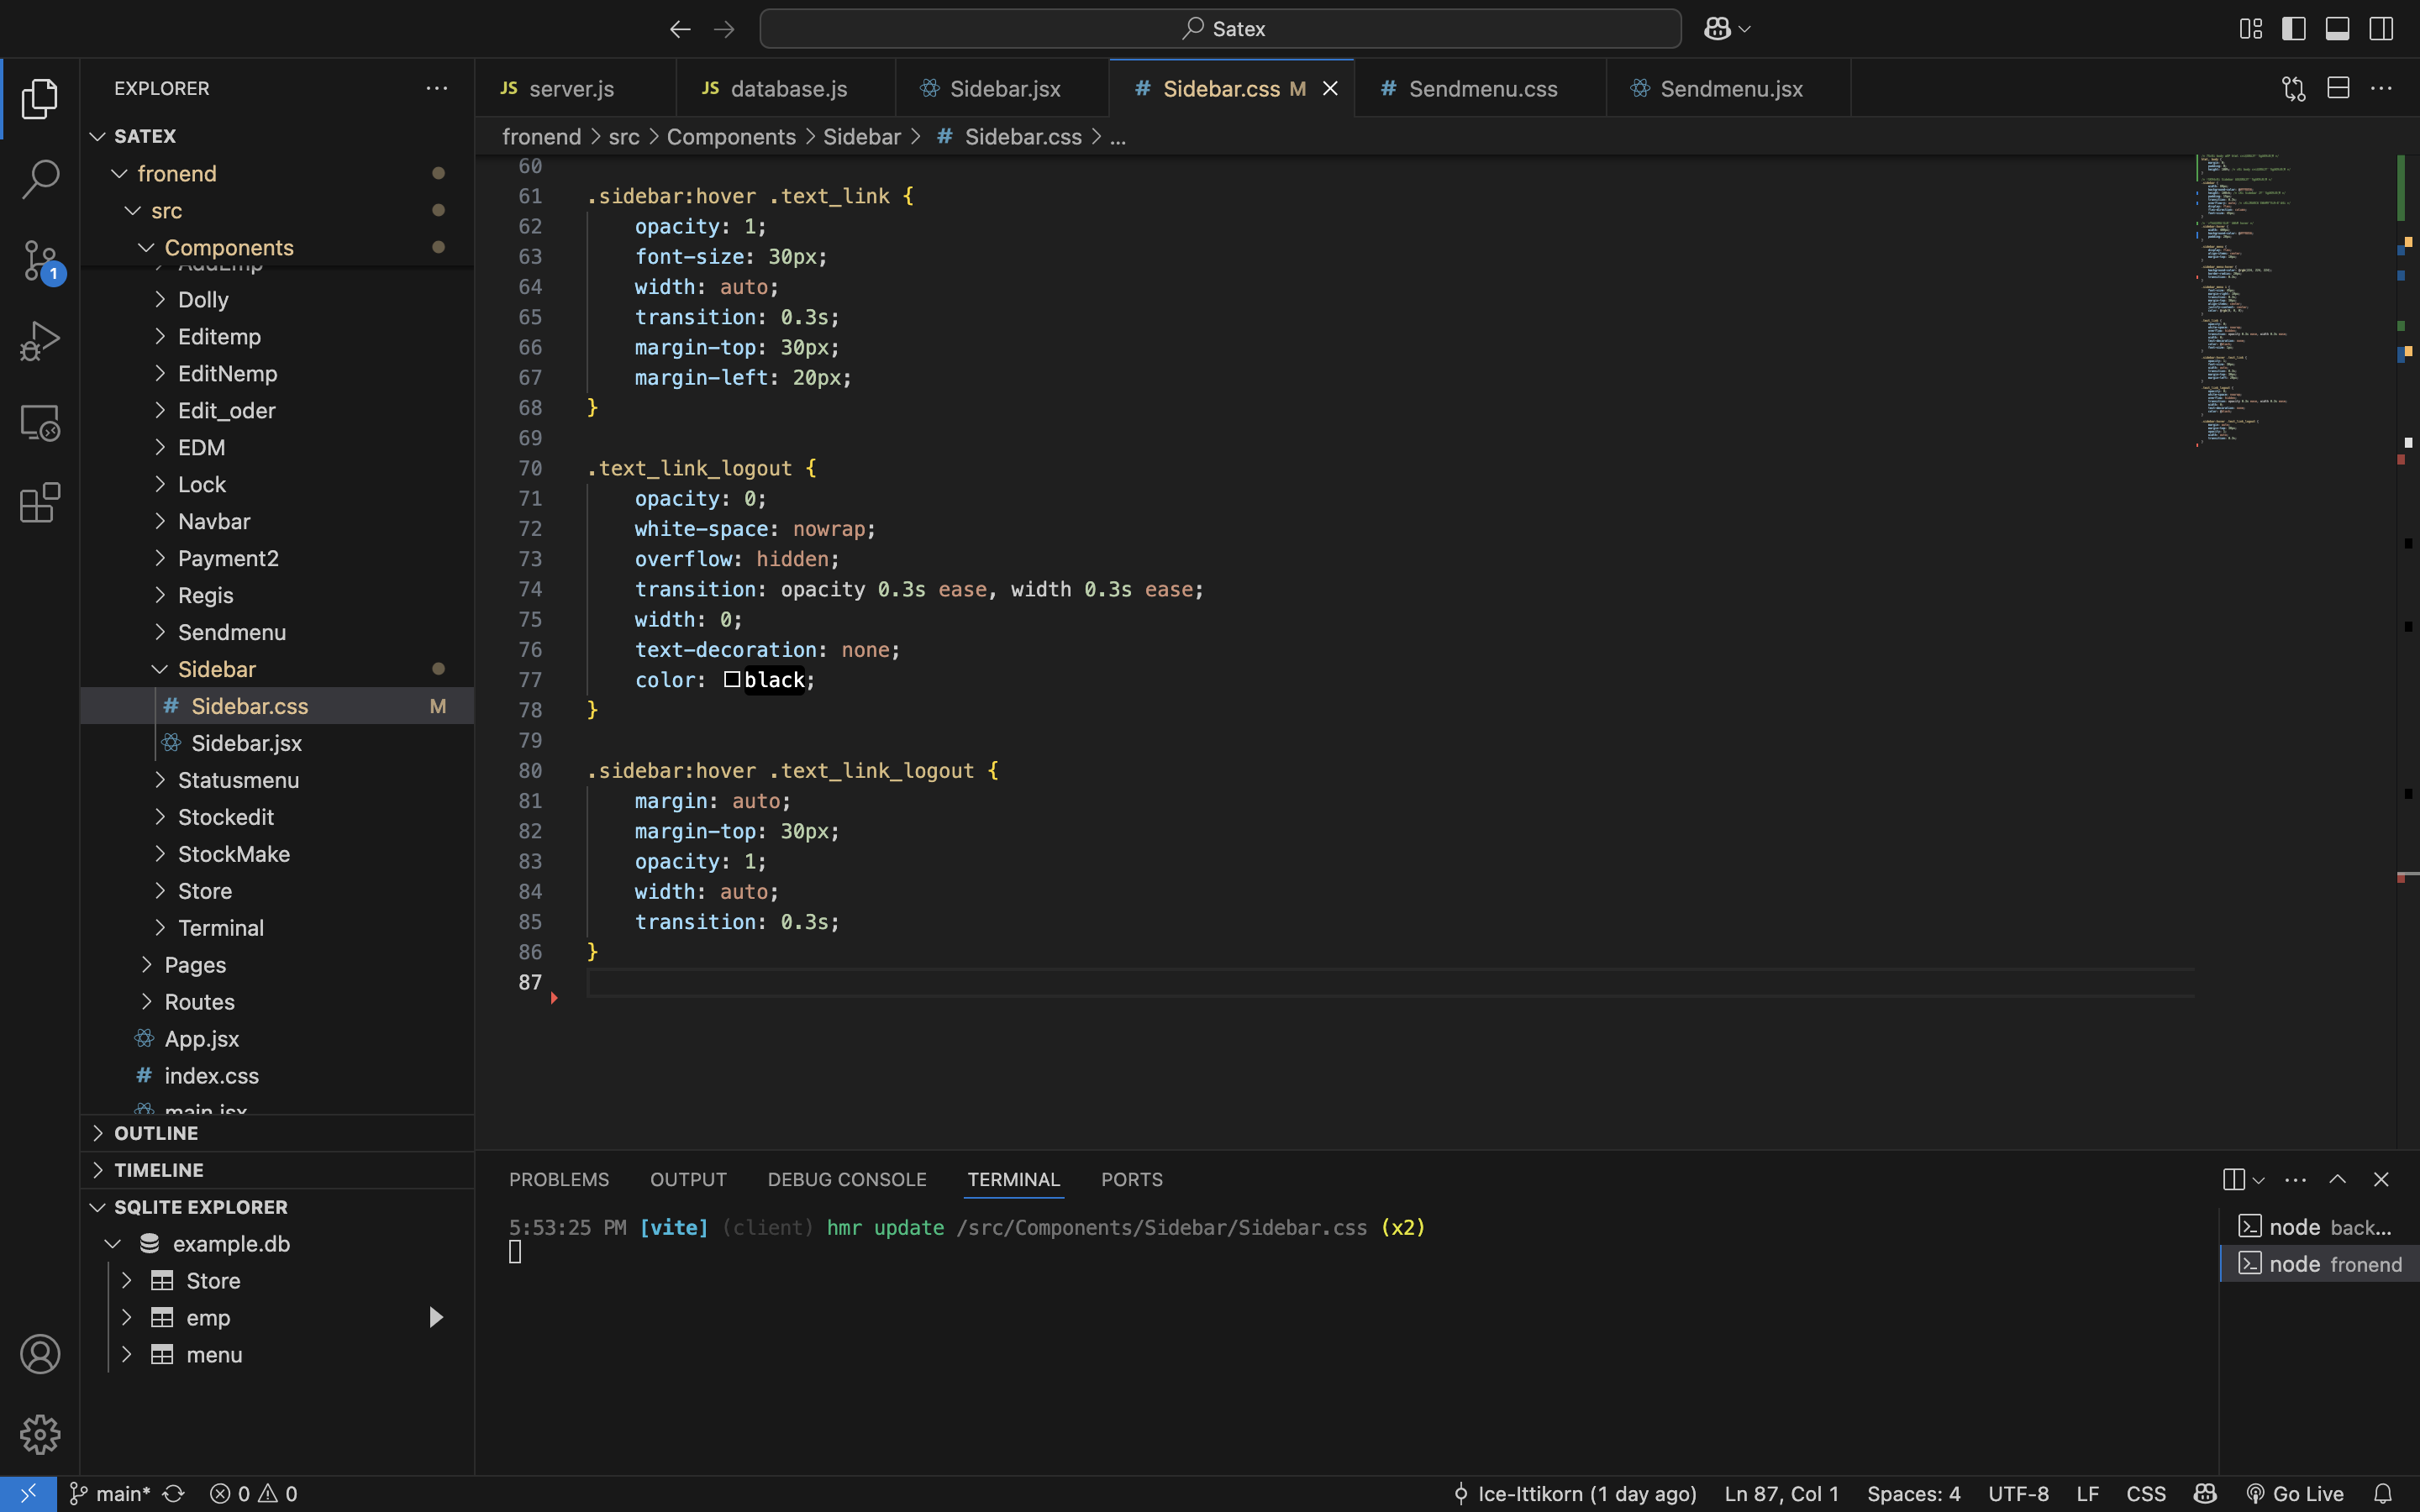 Satex
EXPLORER
SATEX
fronend
src
Components
AddEmp
Dolly
Editemp
EditNemp
Edit_oder
EDM
Lock
Navbar
Payment2
Regis
Sendmenu
Sidebar
# Sidebar.css M
Sidebar.jsx
Statusmenu
Stockedit
StockMake
Store
Terminal
Pages
Routes
App.jsx
# index.css
main.jsx
OUTLINE
TIMELINE
SQLITE EXPLORER
example.db
Store
emp
menu
1
JS server.js
JS database.js
Sidebar.jsx
# Sidebar.css M
# Sendmenu.css
Sendmenu.jsx
fronend > src > Components > Sidebar > # Sidebar.css > ...
60
61 .sidebar:hover .text_link {
62 opacity: 1;
63 font-size: 30px;
64 width: auto;
65 transition: 0.3s;
66 margin-top: 30px;
67 margin-left: 20px;
68 }
69
70 .text_link_logout {
71 opacity: 0;
72 white-space: nowrap;
73 overflow: hidden;
74 transition: opacity 0.3s ease, width 0.3s ease;
75 width: 0;
76 text-decoration: none;
77 color: black;
78 }
79
80 .sidebar:hover .text_link_logout {
81 margin: auto;
82 margin-top: 30px;
83 opacity: 1;
84 width: auto;
85 transition: 0.3s;
86 }
87
PROBLEMS OUTPUT DEBUG CONSOLE TERMINAL PORTS
5:53:25 PM [vite] (client) hmr update /src/Components/Sidebar/Sidebar.css (x2)
node back...
node fronend
main* 0 0
Ice-Ittikorn (1 day ago) Ln 87, Col 1 Spaces: 4 UTF-8 LF CSS Go Live